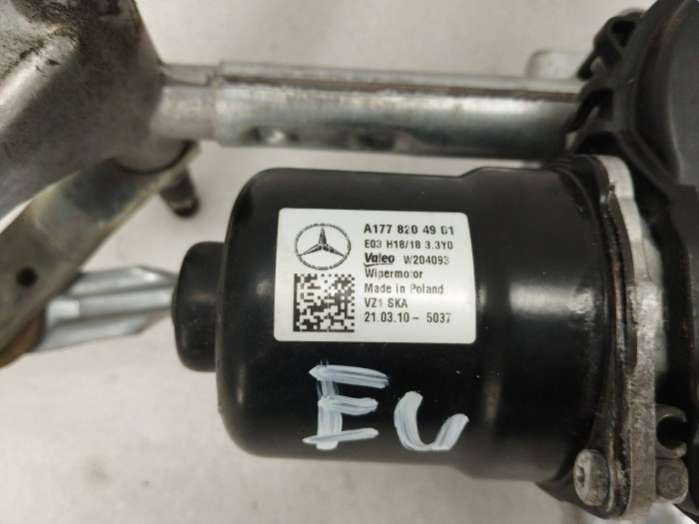 A177 820 49 01
E03 H18/18 3.3Y0
Valeo W204093
Wipermotor
Made in Poland
VZ1 SKA
21.03.10 - 5037
EU